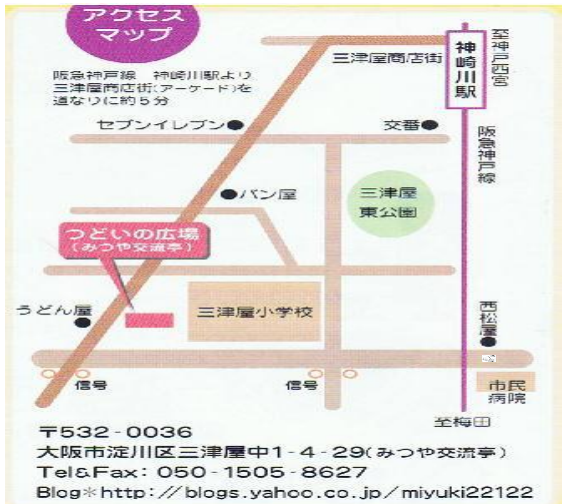 アクセス
マップ
阪急神戸線　神崎川駅より
三津屋商店街(アーケード)を
道なりに約5分
三津屋商店街
神崎川駅
至神戸西宮
阪急神戸線
セブンイレブン
交番
パン屋
三津屋
東公園
つどいの広場
(みつや交流亭)
うどん屋
三津屋小学校
西松屋
信号
信号
市民
病院
至梅田
〒532-0036
大阪市淀川区三津屋中1-4-29(みつや交流亭)
Tel&Fax: 050-1505-8627
Blog*http://blogs.yahoo.co.jp/miyuki22122